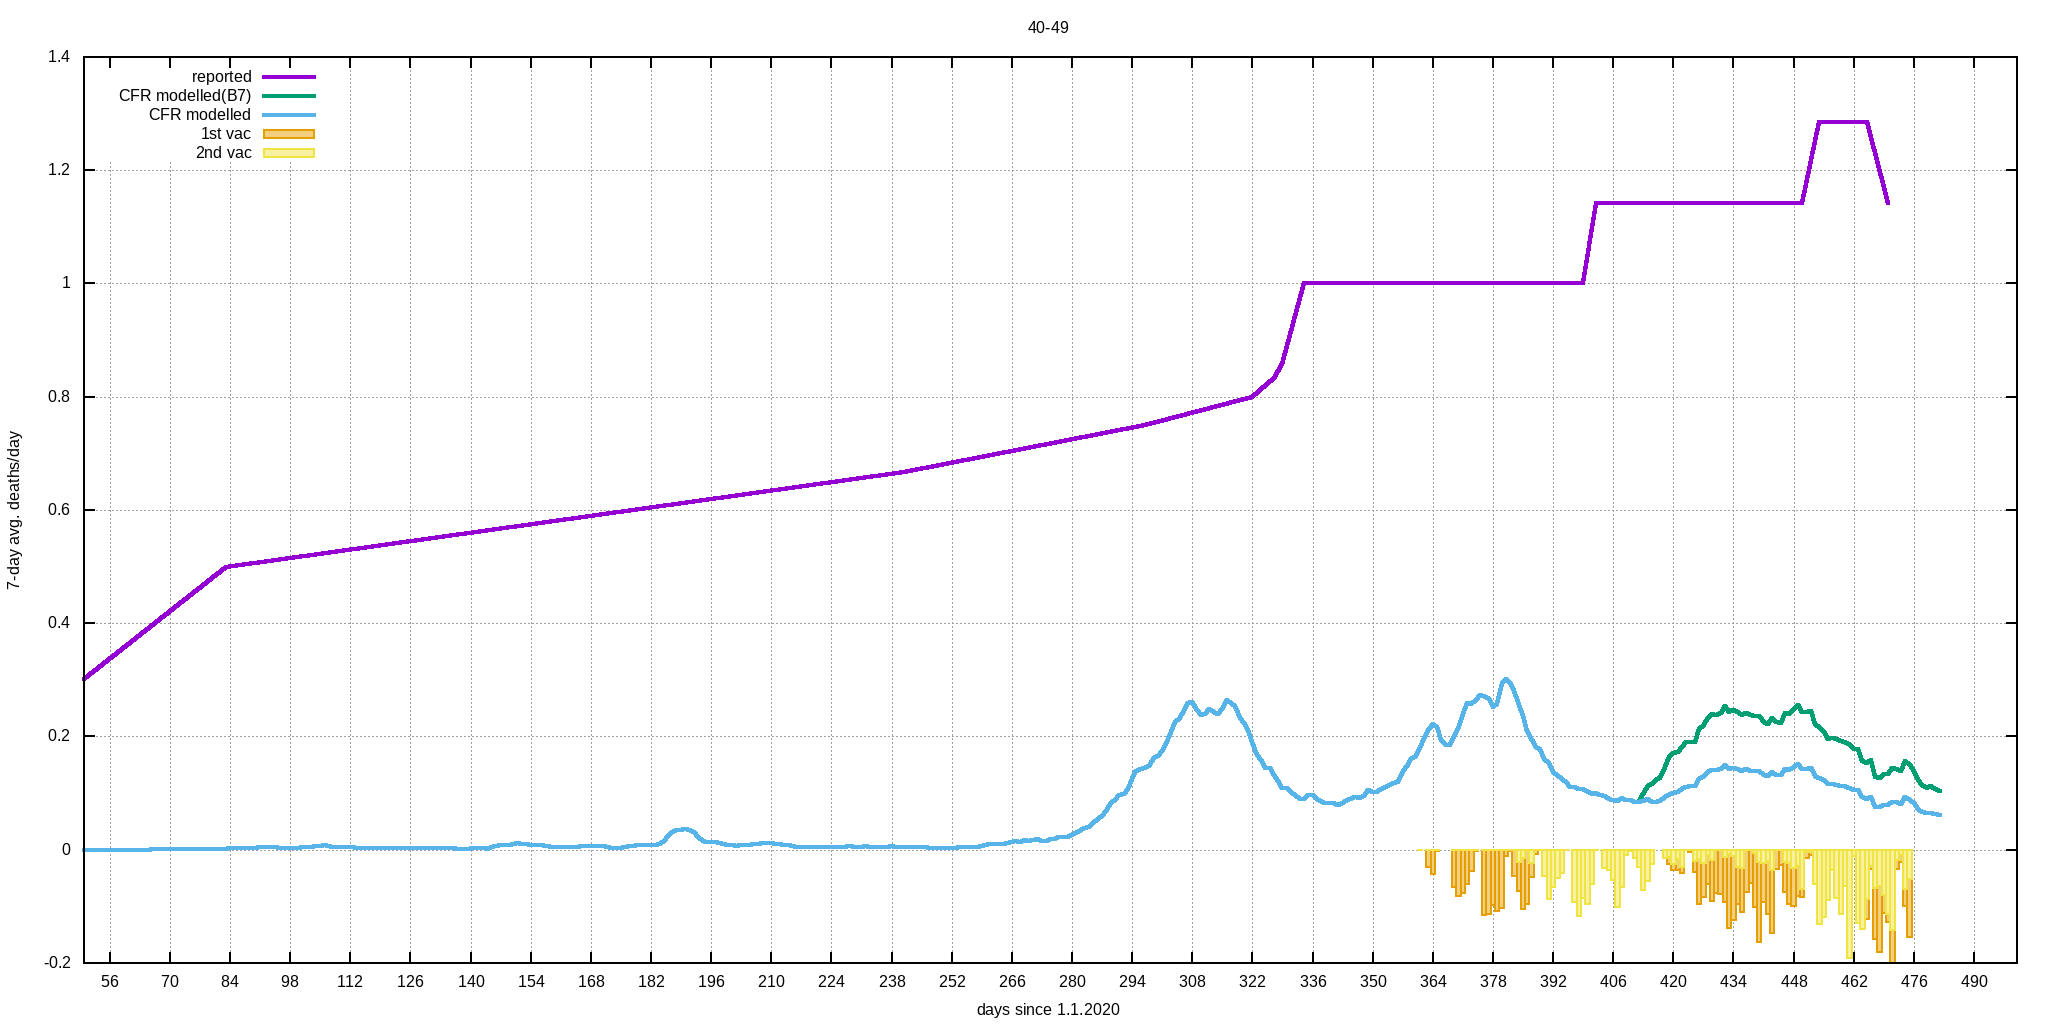 40-49
1.4
1.2
1
0.8
0.6
0.4
0.2
0
-0.2
7-day avg. deaths/day
reported
CFR modelled(B7)
CFR modelled
1st vac
2nd vac
56 70 84 98 112 126 140 154 168 182 196 210 224 238 252 266 280 294 308 322 336 350 364 378 392 406 420 434 448 462 476 490
days since 1.1.2020